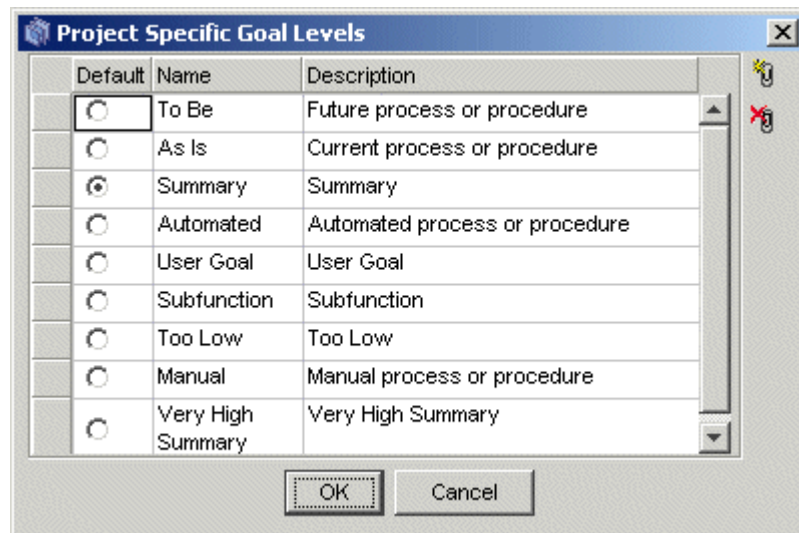 Project Specific Goal Levels
Default Name Description
To Be Future process or procedure
As Is Current process or procedure
Summary Summary
Automated Automated process or procedure
User Goal User Goal
Subfunction Subfunction
Too Low Too Low
Manual Manual process or procedure
Very High Very High Summary
Summary
OK Cancel